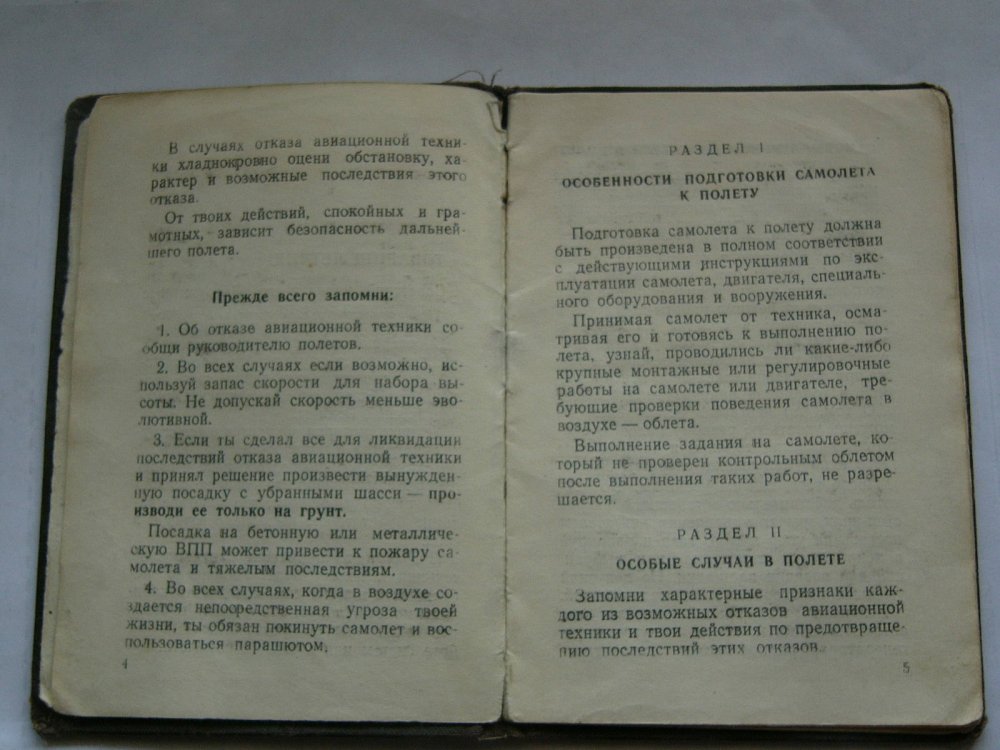 В случаях отказа авиационной техни-
ки хладнокровно оцени обстановку, ха-
рактер и возможные последствия этого
отказа.
От твоих действий, спокойных и гра-
мотных, зависит безопасность дальней-
шего полета.
Прежде всего запомни:
1. Об отказе авиационной техники со-
общи руководителю полетов.
2. Во всех случаях если возможно, ис-
пользуй запас скорости для набора вы-
соты. Не допускай скорость меньше эво-
лютивной.
3. Если ты сделал все для ликвидации
последствий отказа авиационной техники
и принял решение произвести вынужден-
ную посадку с убранными шасси — про-
изводи ее только на грунт.
Посадка на бетонную или металличе-
скую ВПП может привести к пожару са-
молета и тяжелым последствиям.
4. Во всех случаях, когда в воздухе со-
здается непосредственная угроза твоей
жизни, ты обязан покинуть самолет и вос-
пользоваться парашютом.
4
РАЗДЕЛ I
ОСОБЕННОСТИ ПОДГОТОВКИ САМОЛЕТА
К ПОЛЕТУ
Подготовка самолета к полету должна
быть произведена в полном соответствии
с действующими инструкциями по экс-
плуатации самолета, двигателя, специаль-
ного оборудования и вооружения.
Принимая самолет от техника, осма-
тривая его и готовясь к выполнению по-
лета, узнай, проводились ли какие-либо
крупные монтажные или регулировочные
работы на самолете или двигателе, тре-
бующие проверки поведения самолета в
воздухе — облета.
Выполнение задания на самолете, ко-
торый не проверен контрольным облетом
после выполнения таких работ, не разре-
шается.
РАЗДЕЛ II
ОСОБЫЕ СЛУЧАИ В ПОЛЕТЕ
Запомни характерные признаки каж-
дого из возможных отказов авиационной
техники и твои действия по предотвраще-
нию последствий этих отказов.
5